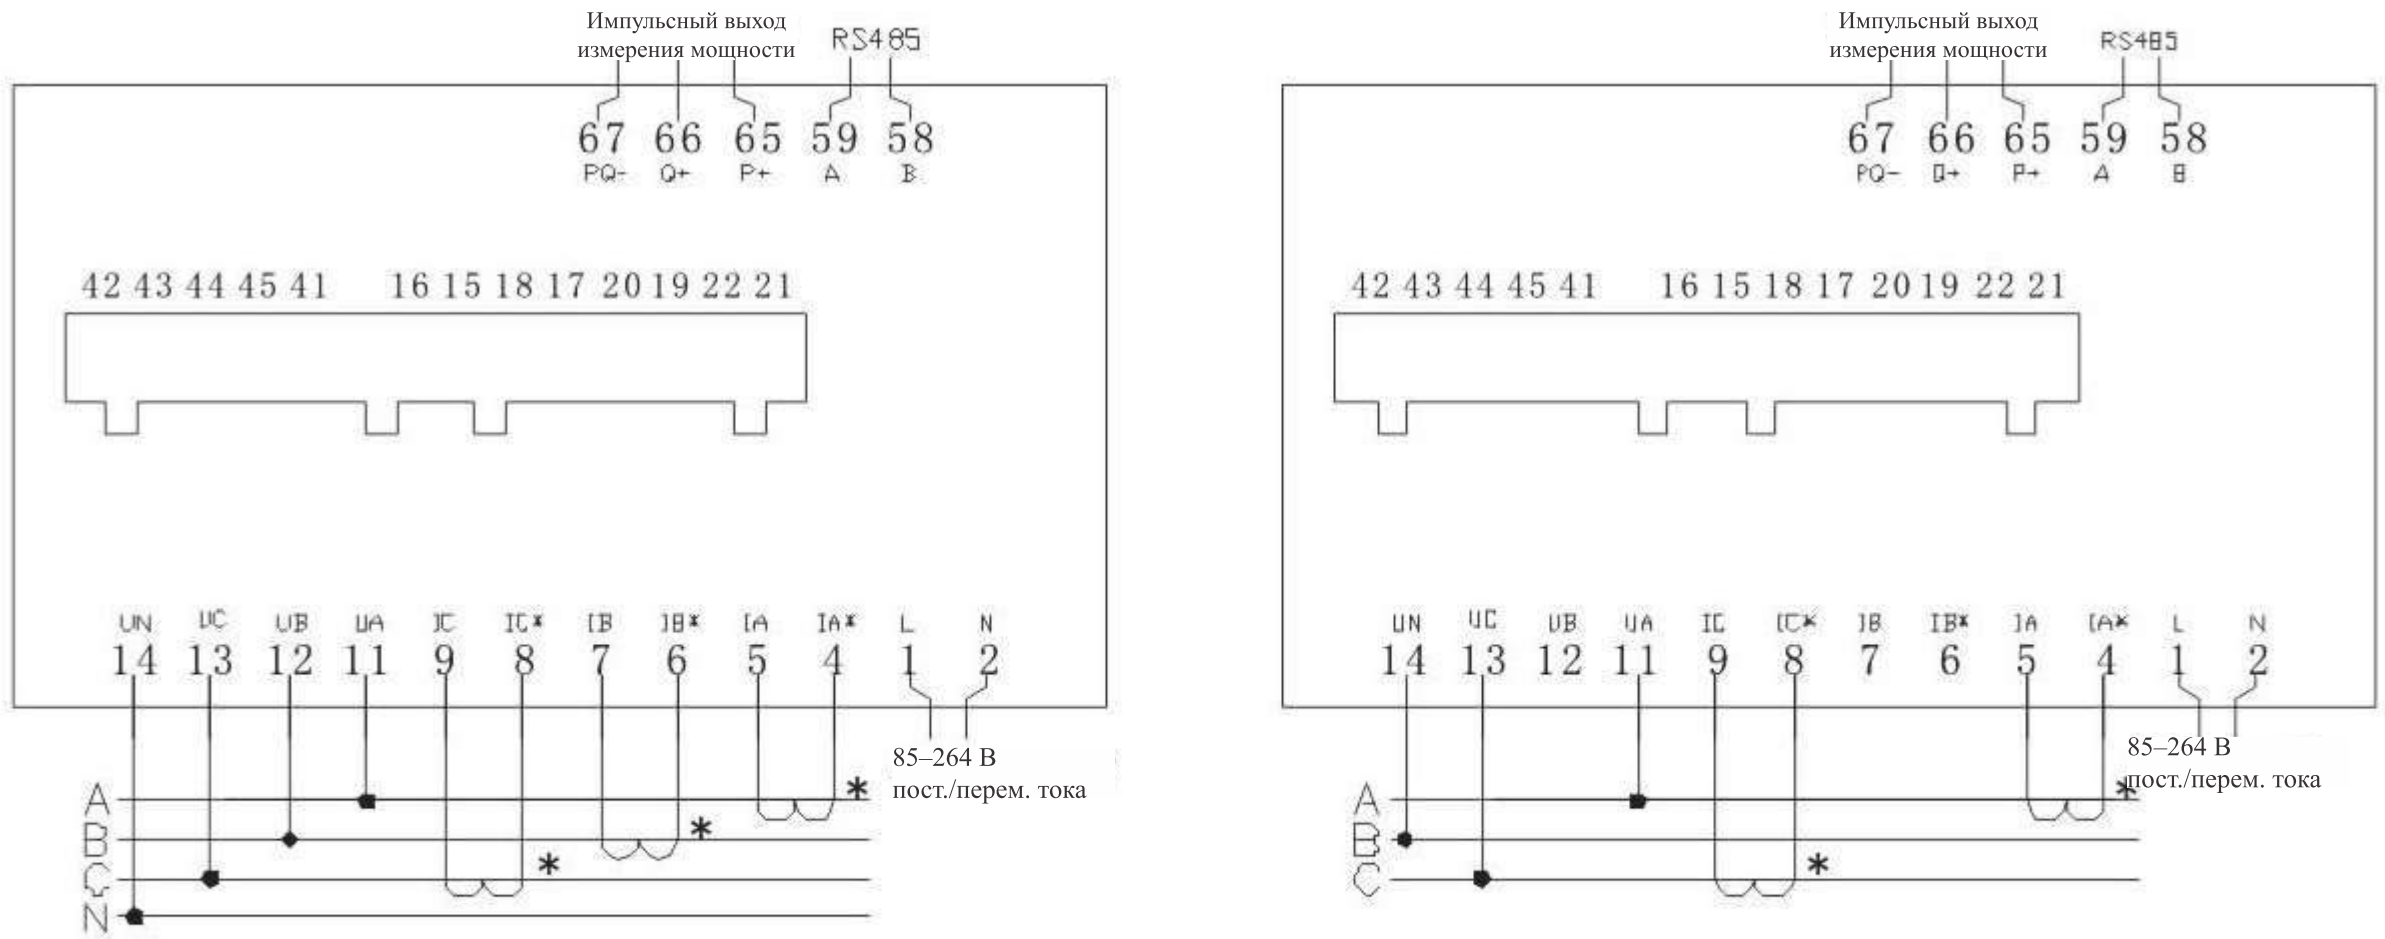 Импульсный выход
измерения мощности
RS485
67 66 65 59 58
PQ- Q+ P+ A B
42 43 44 45 41 16 15 18 17 20 19 22 21
UN UC UB UA IC IC* IB IB* IA IA* L N
14 13 12 11 9 8 7 6 5 4 1 2
85–264 В
пост./перем. тока
A *
B *
C *
N
Импульсный выход
измерения мощности
RS485
67 66 65 59 58
PQ- Q+ P+ A B
42 43 44 45 41 16 15 18 17 20 19 22 21
UN UC UB UA IC IC* IB IB* IA IA* L N
14 13 12 11 9 8 7 6 5 4 1 2
85–264 В
пост./перем. тока
A *
B
C *